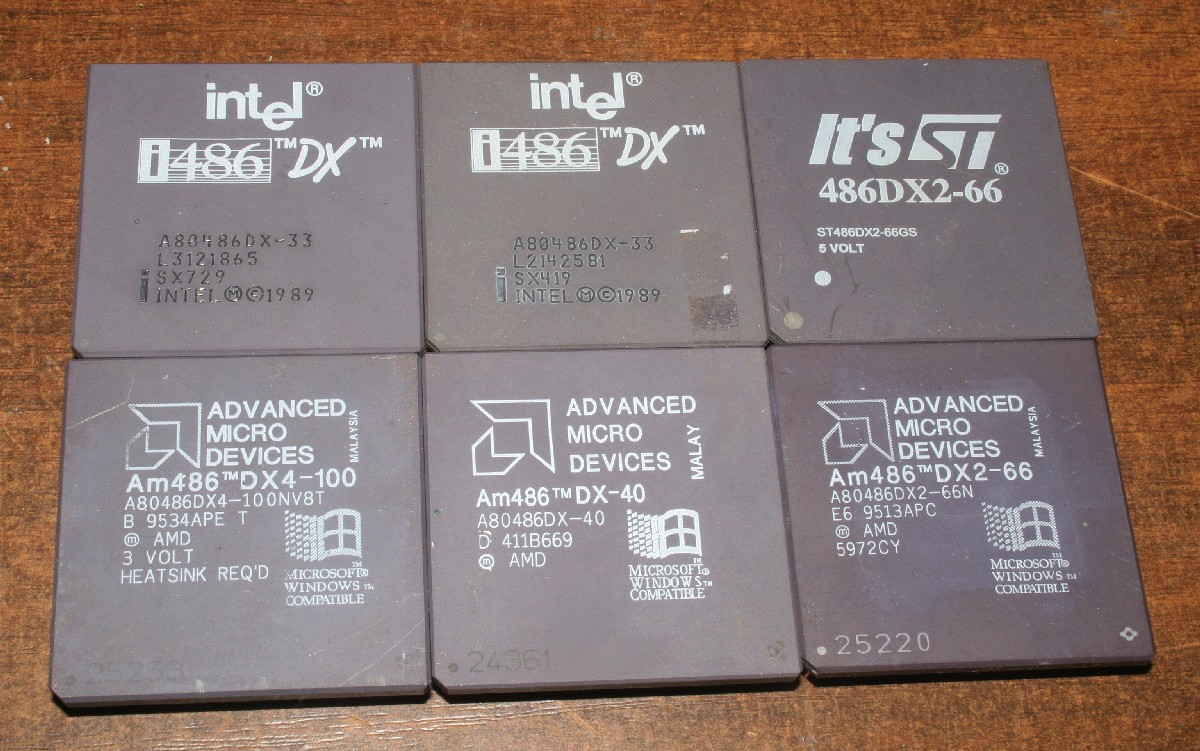 intel®
i486™DX™
A80486DX-33
L3121865
SX729
INTEL Ⓜ©1989
intel®
i486™DX™
A80486DX-33
L2142581
SX419
INTEL Ⓜ©1989
It's ST®
486DX2-66
ST486DX2-66GS
5 VOLT
ADVANCED
MICRO
DEVICES
MALAYSIA
Am486™DX4-100
A80486DX4-100NV8T
B 9534APE T
ⓜ AMD
3 VOLT
HEATSINK REQ'D
™
MICROSOFT®
WINDOWS™
COMPATIBLE
ADVANCED
MICRO
DEVICES
MALAY
Am486™DX-40
A80486DX-40
D 411B669
ⓜ AMD
™
MICROSOFT®
WINDOWS™
COMPATIBLE
24361
ADVANCED
MICRO
DEVICES
MALAYSIA
Am486™DX2-66
A80486DX2-66N
E6 9513APC
ⓜ AMD
5972CY
™
MICROSOFT®
WINDOWS™
COMPATIBLE
25220